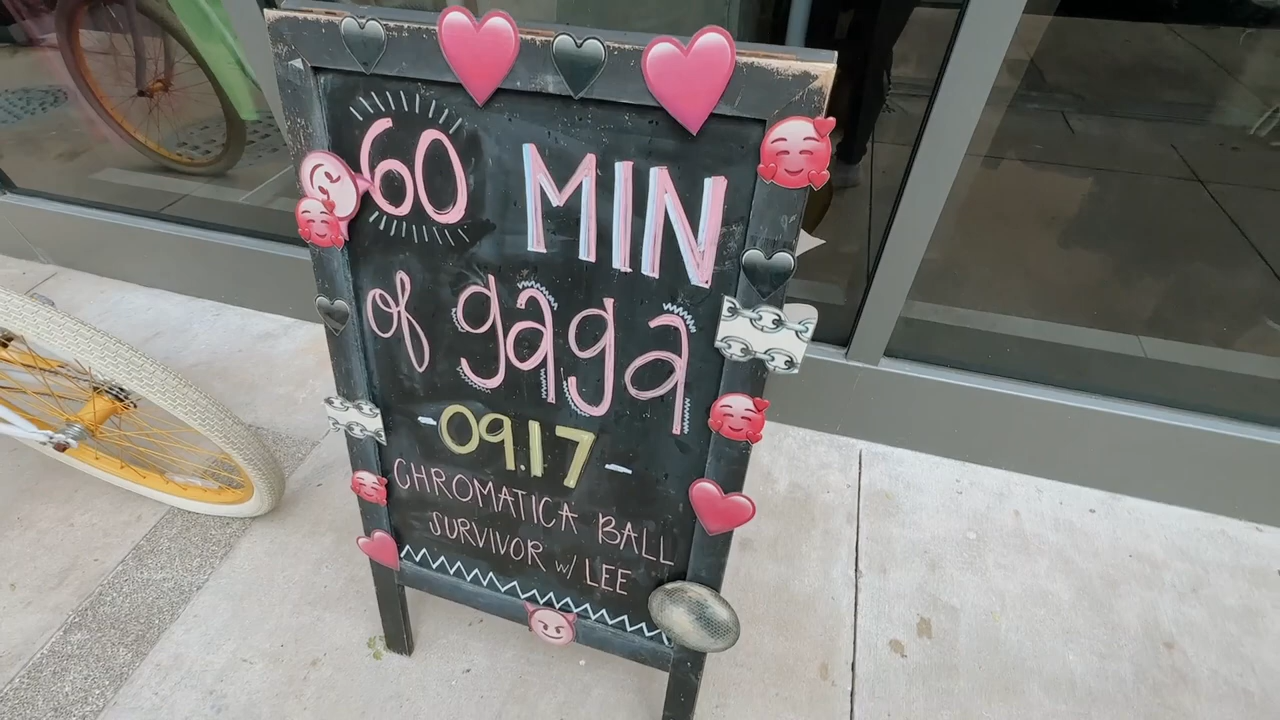 60 MIN
of gaga
-09.17-
CHROMATICA BALL
SURVIVOR w/ LEE